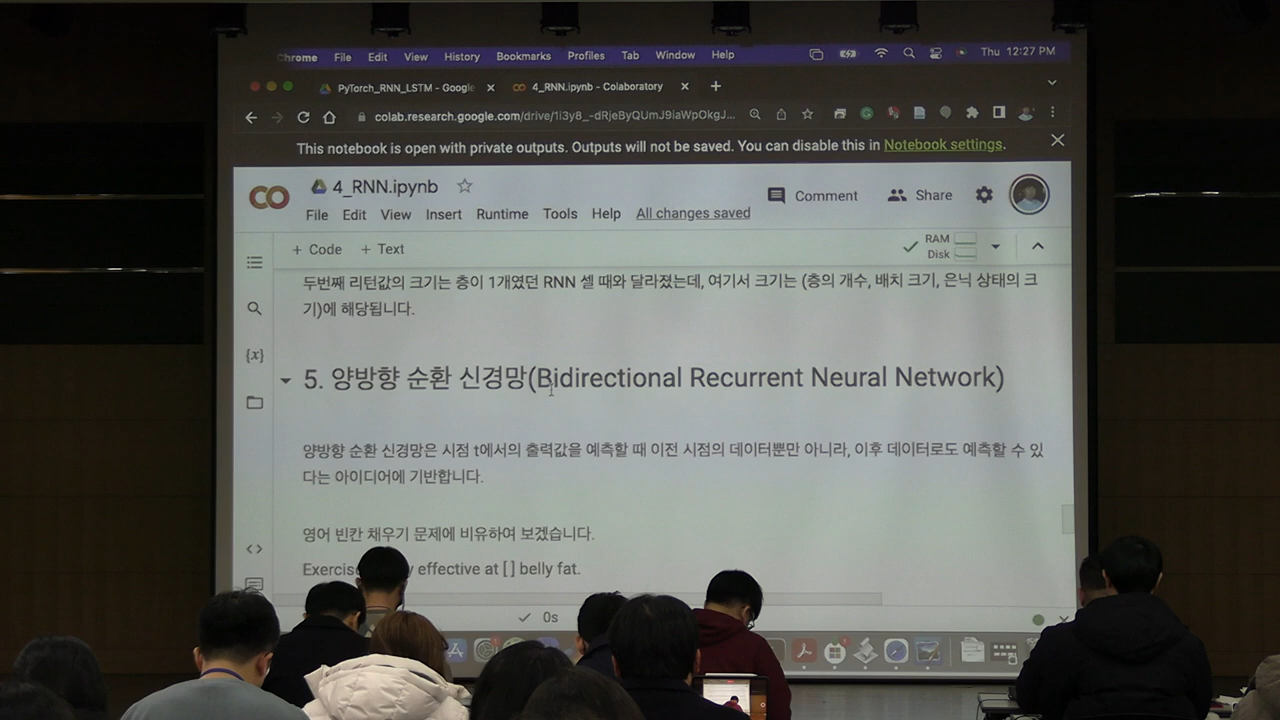 Chrome File Edit View History Bookmarks Profiles Tab Window Help Thu 12:27 PM
PyTorch_RNN_LSTM - Google 4_RNN.ipynb - Colaboratory
colab.research.google.com/drive/1i3y8_-dRjeByQUmJ9iaWpOkgJ...
This notebook is open with private outputs. Outputs will not be saved. You can disable this in Notebook settings.
4_RNN.ipynb
Comment Share
File Edit View Insert Runtime Tools Help All changes saved
+ Code + Text
RAM
Disk
두번째 리턴값의 크기는 층이 1개였던 RNN 셀 때와 달라졌는데, 여기서 크기는 (층의 개수, 배치 크기, 은닉 상태의 크
기)에 해당됩니다.
{x}
5. 양방향 순환 신경망(Bidirectional Recurrent Neural Network)
양방향 순환 신경망은 시점 t에서의 출력값을 예측할 때 이전 시점의 데이터뿐만 아니라, 이후 데이터로도 예측할 수 있
다는 아이디어에 기반합니다.
영어 빈칸 채우기 문제에 비유하여 보겠습니다.
effective at [ ] belly fat.
0s